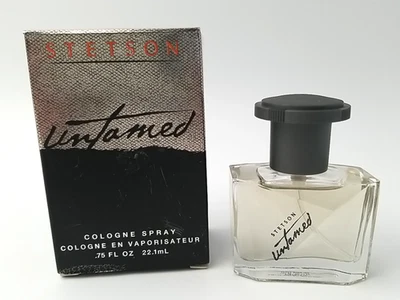 STETSON
untamed
COLOGNE SPRAY
COLOGNE EN VAPORISATEUR
.75 FL OZ 22.1mL
STETSON
untamed